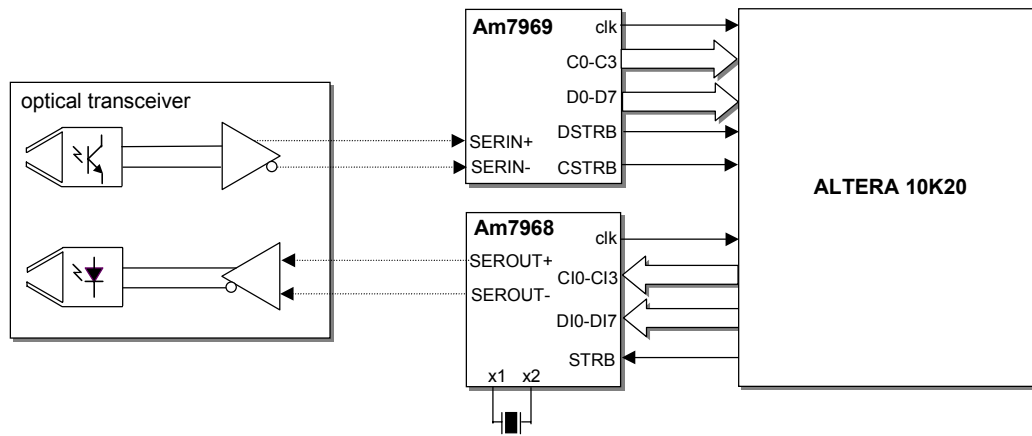 optical transceiver
Am7969
clk
C0-C3
D0-D7
DSTRB
CSTRB
SERIN+
SERIN-
ALTERA 10K20
Am7968
clk
SEROUT+
SEROUT-
CI0-CI3
DI0-DI7
STRB
x1 x2